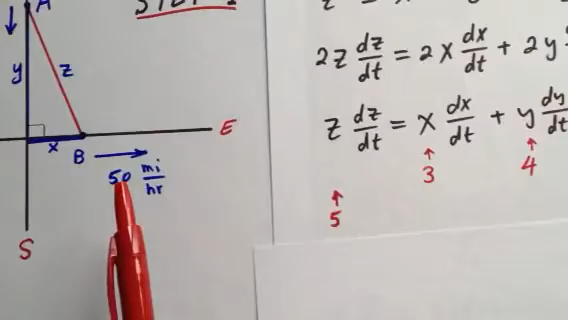 A
y
z
x
B
E
50 mi/hr
S
2z dz/dt = 2x dx/dt + 2y
z dz/dt = x dx/dt + y dy/dt
↑ ↑ ↑
5 3 4